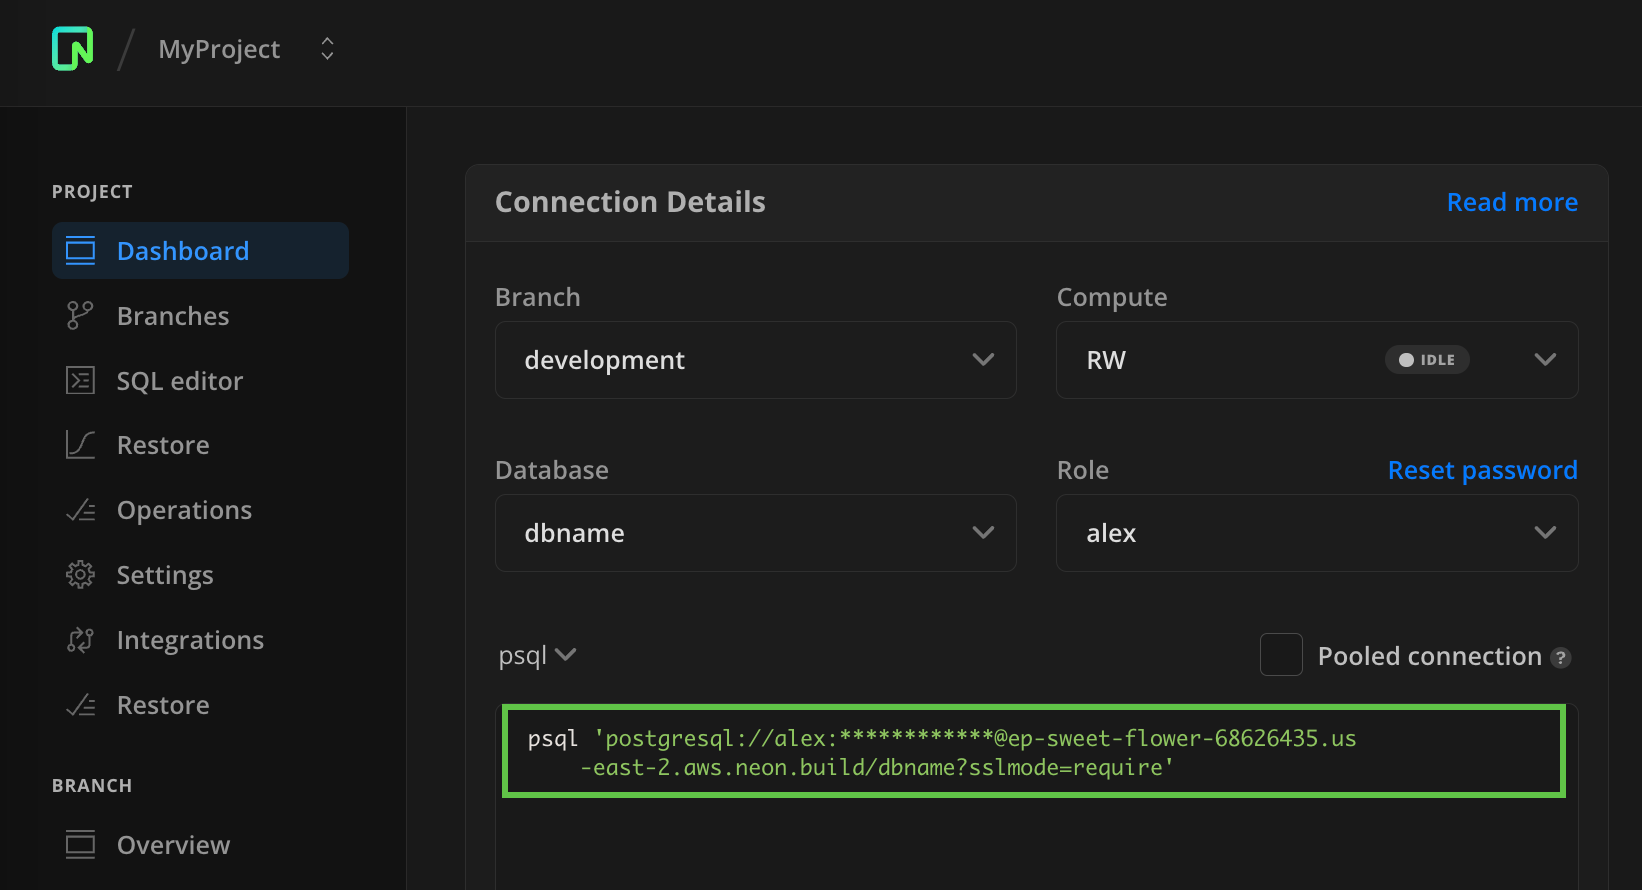 MyProject
PROJECT
Dashboard
Branches
SQL editor
Restore
Operations
Settings
Integrations
Restore
BRANCH
Overview
Connection Details
Read more
Branch
Compute
development
RW
IDLE
Database
Role
Reset password
dbname
alex
psql
Pooled connection ?
psql 'postgresql://alex:************@ep-sweet-flower-68626435.us
-east-2.aws.neon.build/dbname?sslmode=require'